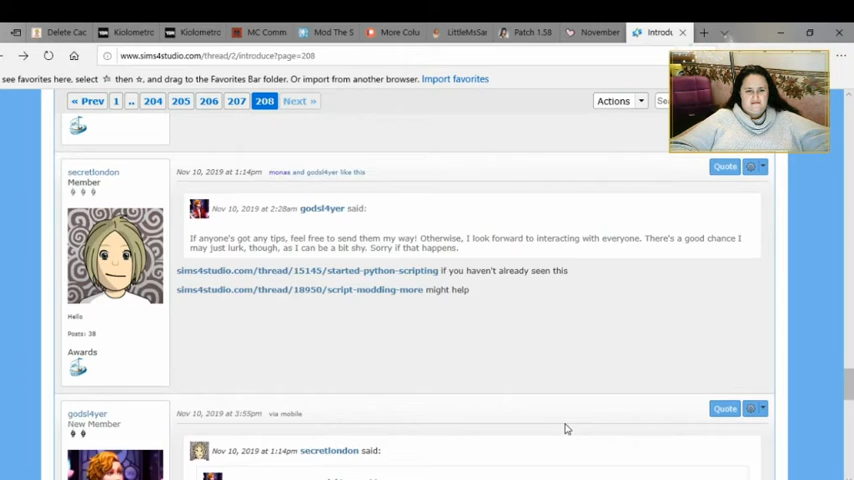 Delete Cac
Kiolometro
Kiolometro
MC Comm
Mod The S
More Colu
LittleMsSar
Patch 1.58
November
Introdu
www.sims4studio.com/thread/2/introduce?page=208
see favorites here, select then , and drag to the Favorites Bar folder. Or import from another browser. Import favorites
« Prev 1 .. 204 205 206 207 208 Next »
Actions
Sea
secretlondon
Member
Nov 10, 2019 at 1:14pm monas and godsl4yer like this
Quote
Nov 10, 2019 at 2:28am godsl4yer said:
If anyone's got any tips, feel free to send them my way! Otherwise, I look forward to interacting with everyone. There's a good chance I
may just lurk, though, as I can be a bit shy. Sorry if that happens.
sims4studio.com/thread/15145/started-python-scripting if you haven't already seen this
sims4studio.com/thread/18950/script-modding-more might help
Hello
Posts: 38
Awards
godsl4yer
New Member
Nov 10, 2019 at 3:55pm via mobile
Quote
Nov 10, 2019 at 1:14pm secretlondon said: